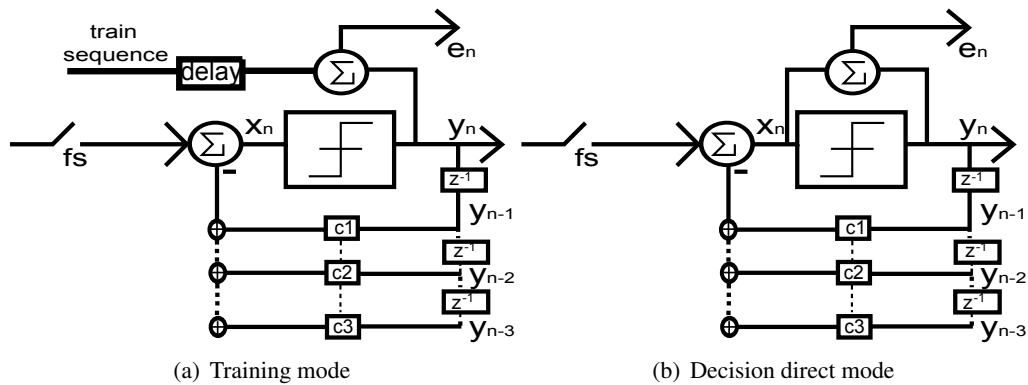 train
sequence
delay
Σ
eₙ
fs
Σ
xₙ
yₙ
−
z⁻¹
yₙ₋₁
c1
z⁻¹
c2
yₙ₋₂
z⁻¹
c3
yₙ₋₃
(a) Training mode
Σ
eₙ
fs
Σ
xₙ
yₙ
−
z⁻¹
yₙ₋₁
c1
z⁻¹
c2
yₙ₋₂
z⁻¹
c3
yₙ₋₃
(b) Decision direct mode